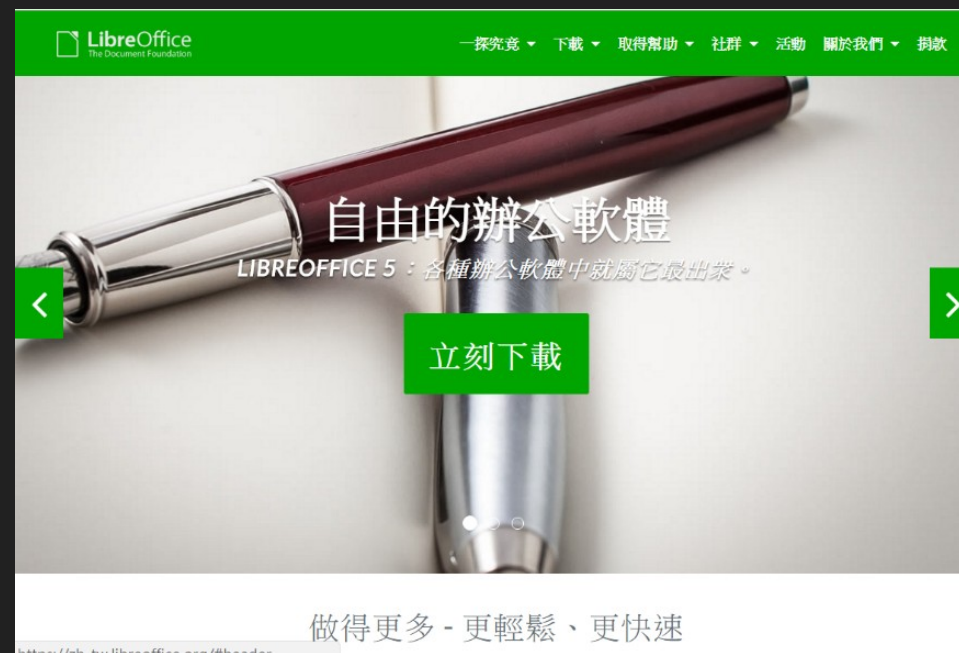 LibreOffice
The Document Foundation
一探究竟 下載 取得幫助 社群 活動 關於我們 捐款
自由的辦公軟體
LIBREOFFICE 5：各種辦公軟體中就屬它最出眾。
立刻下載
做得更多 - 更輕鬆、更快速